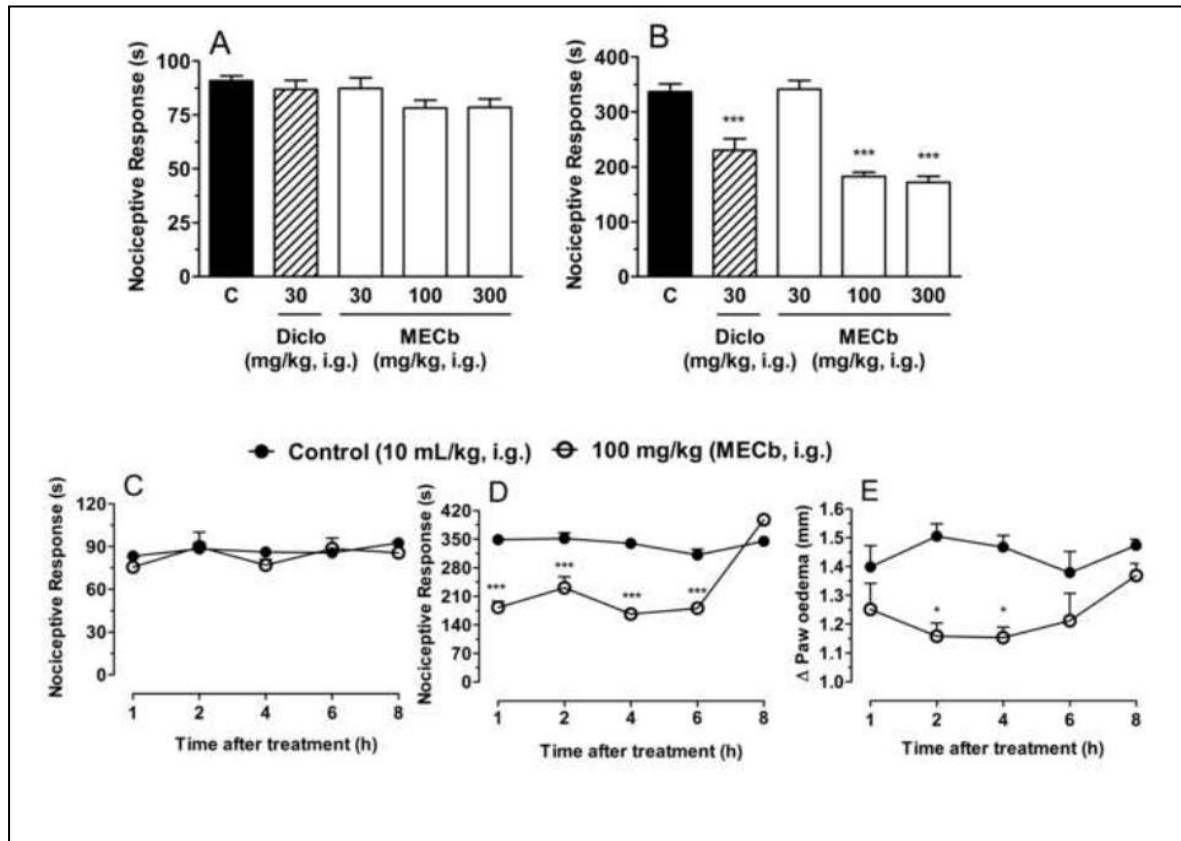 A
Nociceptive Response (s)
100
75
50
25
0
C 30 30 100 300
Diclo MECb
(mg/kg, i.g.) (mg/kg, i.g.)
B
Nociceptive Response (s)
400
300
200
100
0
*** *** ***
C 30 30 100 300
Diclo MECb
(mg/kg, i.g.) (mg/kg, i.g.)
Control (10 mL/kg, i.g.) 100 mg/kg (MECb, i.g.)
C
Nociceptive Response (s)
120
90
60
30
0
1 2 4 6 8
Time after treatment (h)
D
Nociceptive Response (s)
420
350
280
210
140
70
0
*** *** *** ***
1 2 4 6 8
Time after treatment (h)
E
Δ Paw oedema (mm)
1.6
1.5
1.4
1.3
1.2
1.1
1.0
* *
1 2 4 6 8
Time after treatment (h)